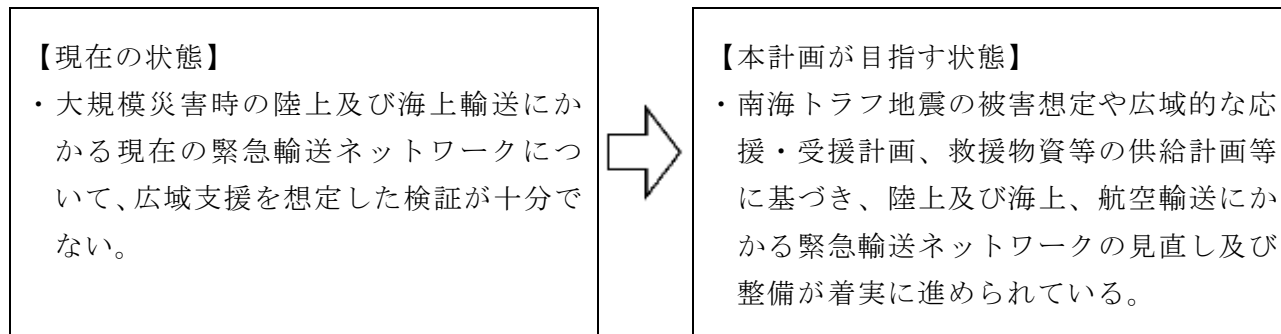 【現在の状態】
・大規模災害時の陸上及び海上輸送にか
かる現在の緊急輸送ネットワークにつ
いて、広域支援を想定した検証が十分で
ない。
【本計画が目指す状態】
・南海トラフ地震の被害想定や広域的な応
援・受援計画、救援物資等の供給計画等
に基づき、陸上及び海上、航空輸送にか
かる緊急輸送ネットワークの見直し及び
整備が着実に進められている。